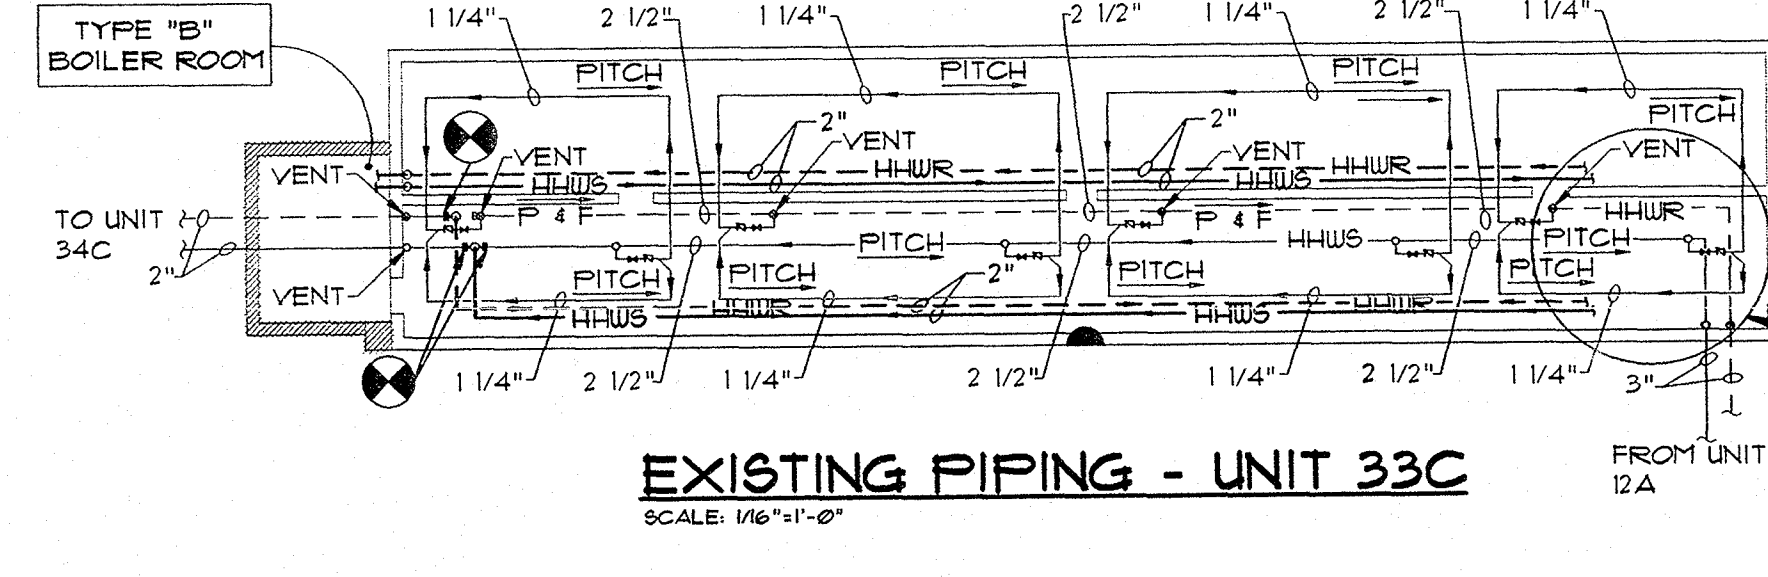 TYPE "B"
BOILER ROOM
1 1/4"
2 1/2"
1 1/4"
2 1/2"
1 1/4"
2 1/2"
1 1/4"
PITCH
PITCH
PITCH
PITCH
2"
2"
VENT
VENT
VENT
VENT
VENT
HHWR
HHWR
HHWS
HHWS
P & F
P & F
HHWR
TO UNIT
34C
2"
PITCH
HHWS
PITCH
VENT
PITCH
PITCH
PITCH
PITCH
2"
HHWR
HHWR
HHWS
HHWS
1 1/4"
2 1/2"
1 1/4"
2 1/2"
1 1/4"
2 1/2"
1 1/4"
3"
FROM UNIT
12A
EXISTING PIPING - UNIT 33C
SCALE: 1/16"=1'-0"